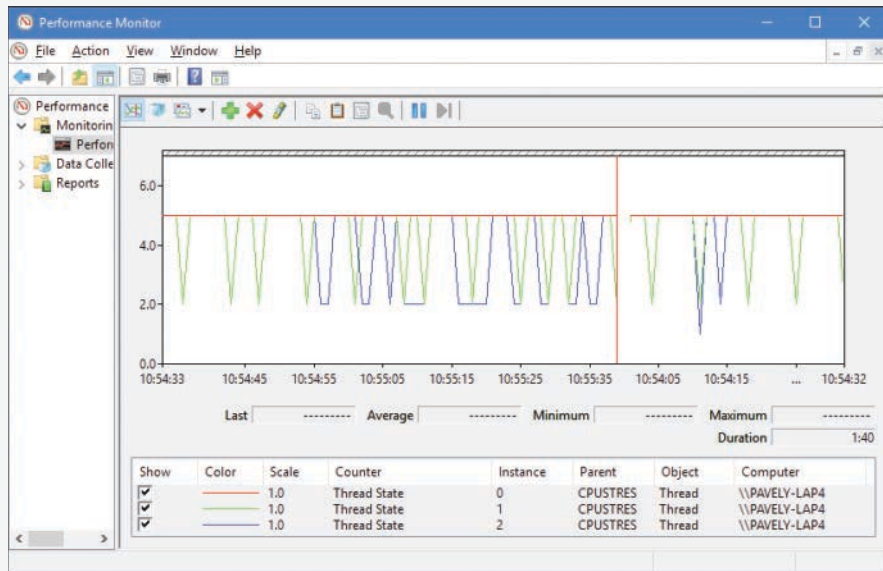 Performance Monitor
File Action View Window Help
Performance
Monitorin
Perfon
Data Colle
Reports
6.0
4.0
2.0
0.0
10:54:33 10:54:45 10:54:55 10:55:05 10:55:15 10:55:25 10:55:35 10:54:05 10:54:15 ... 10:54:32
Last --------- Average --------- Minimum --------- Maximum ---------
Duration 1:40
Show Color Scale Counter Instance Parent Object Computer
1.0 Thread State 0 CPUSTRES Thread \\PAVELY-LAP4
1.0 Thread State 1 CPUSTRES Thread \\PAVELY-LAP4
1.0 Thread State 2 CPUSTRES Thread \\PAVELY-LAP4